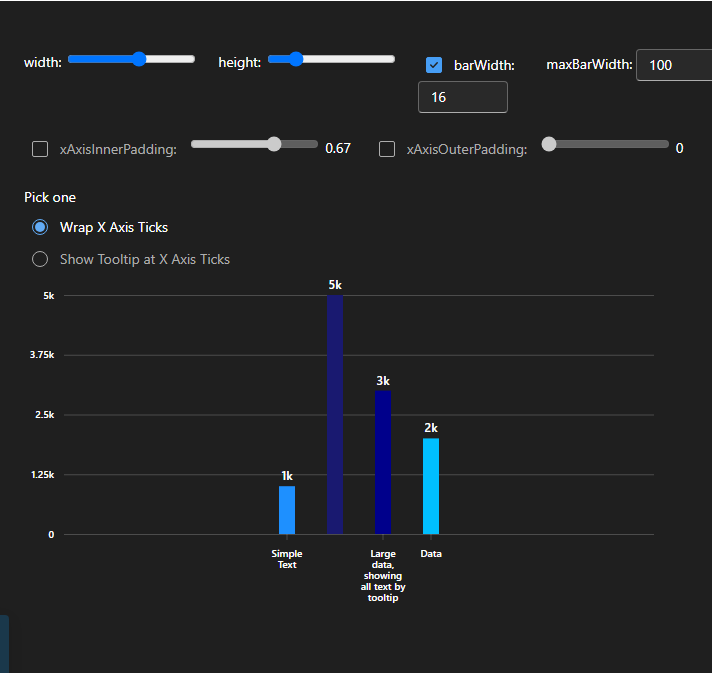 width: height: barWidth: maxBarWidth: 100
16
xAxisInnerPadding: 0.67 xAxisOuterPadding: 0
Pick one
Wrap X Axis Ticks
Show Tooltip at X Axis Ticks
5k
5k
3.75k
3k
2.5k
2k
1.25k
1k
0
Simple
Text
Large
data,
showing
all text by
tooltip
Data